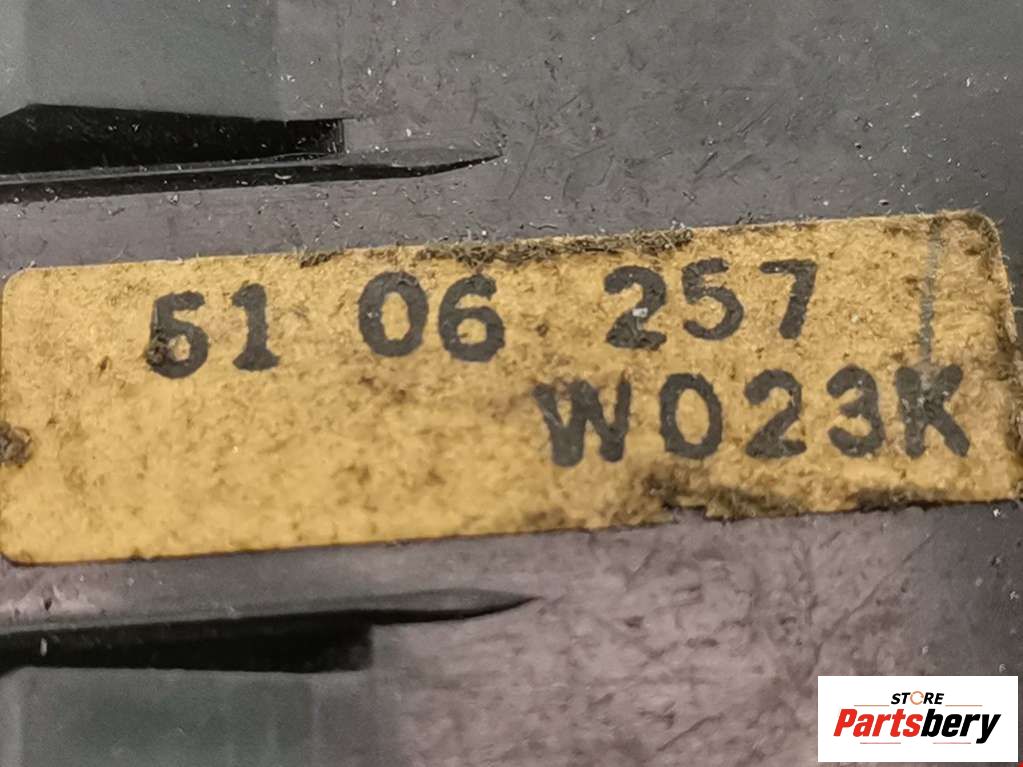 51 06 257
W023K
STORE
Partsbery